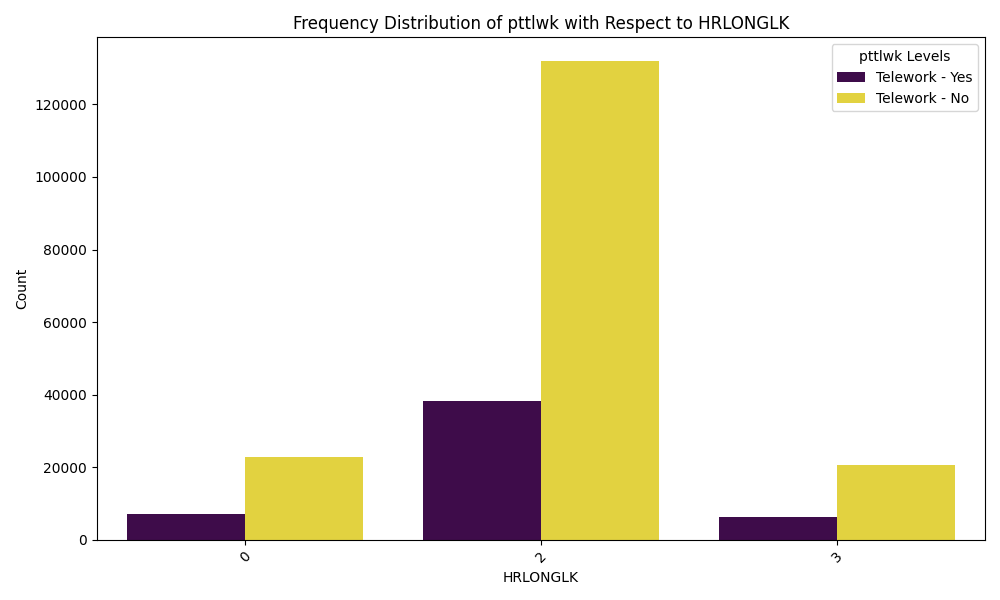 Frequency Distribution of pttlwk with Respect to HRLONGLK
pttlwk Levels
Telework - Yes
Telework - No
120000
100000
80000
60000
40000
20000
0
Count
0
2
3
HRLONGLK